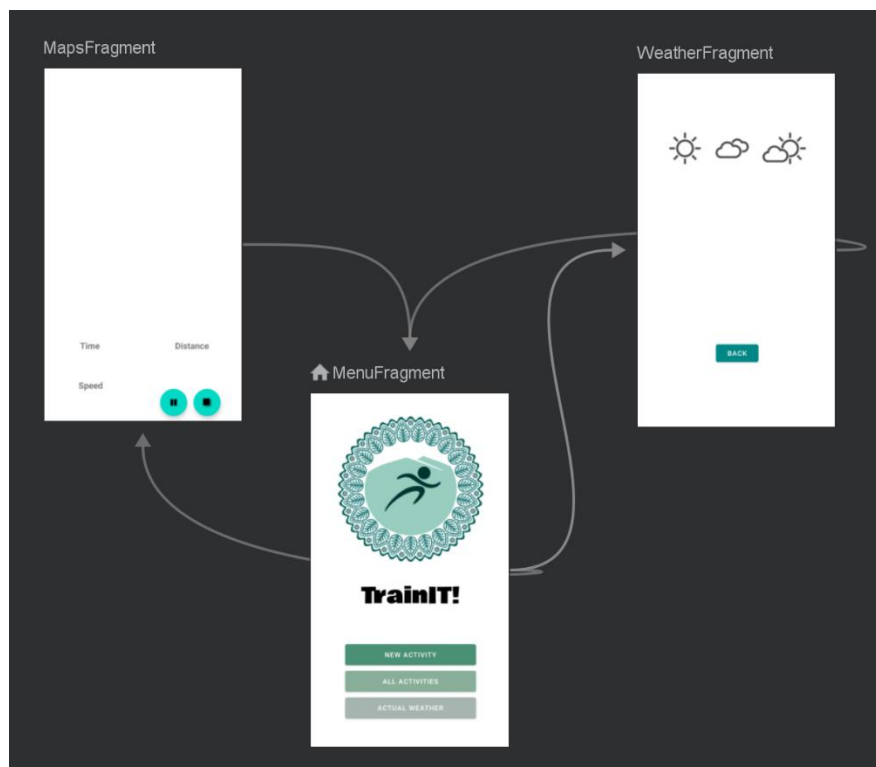 MapsFragment
Time
Distance
Speed
WeatherFragment
BACK
MenuFragment
TrainIT!
NEW ACTIVITY
ALL ACTIVITIES
ACTUAL WEATHER